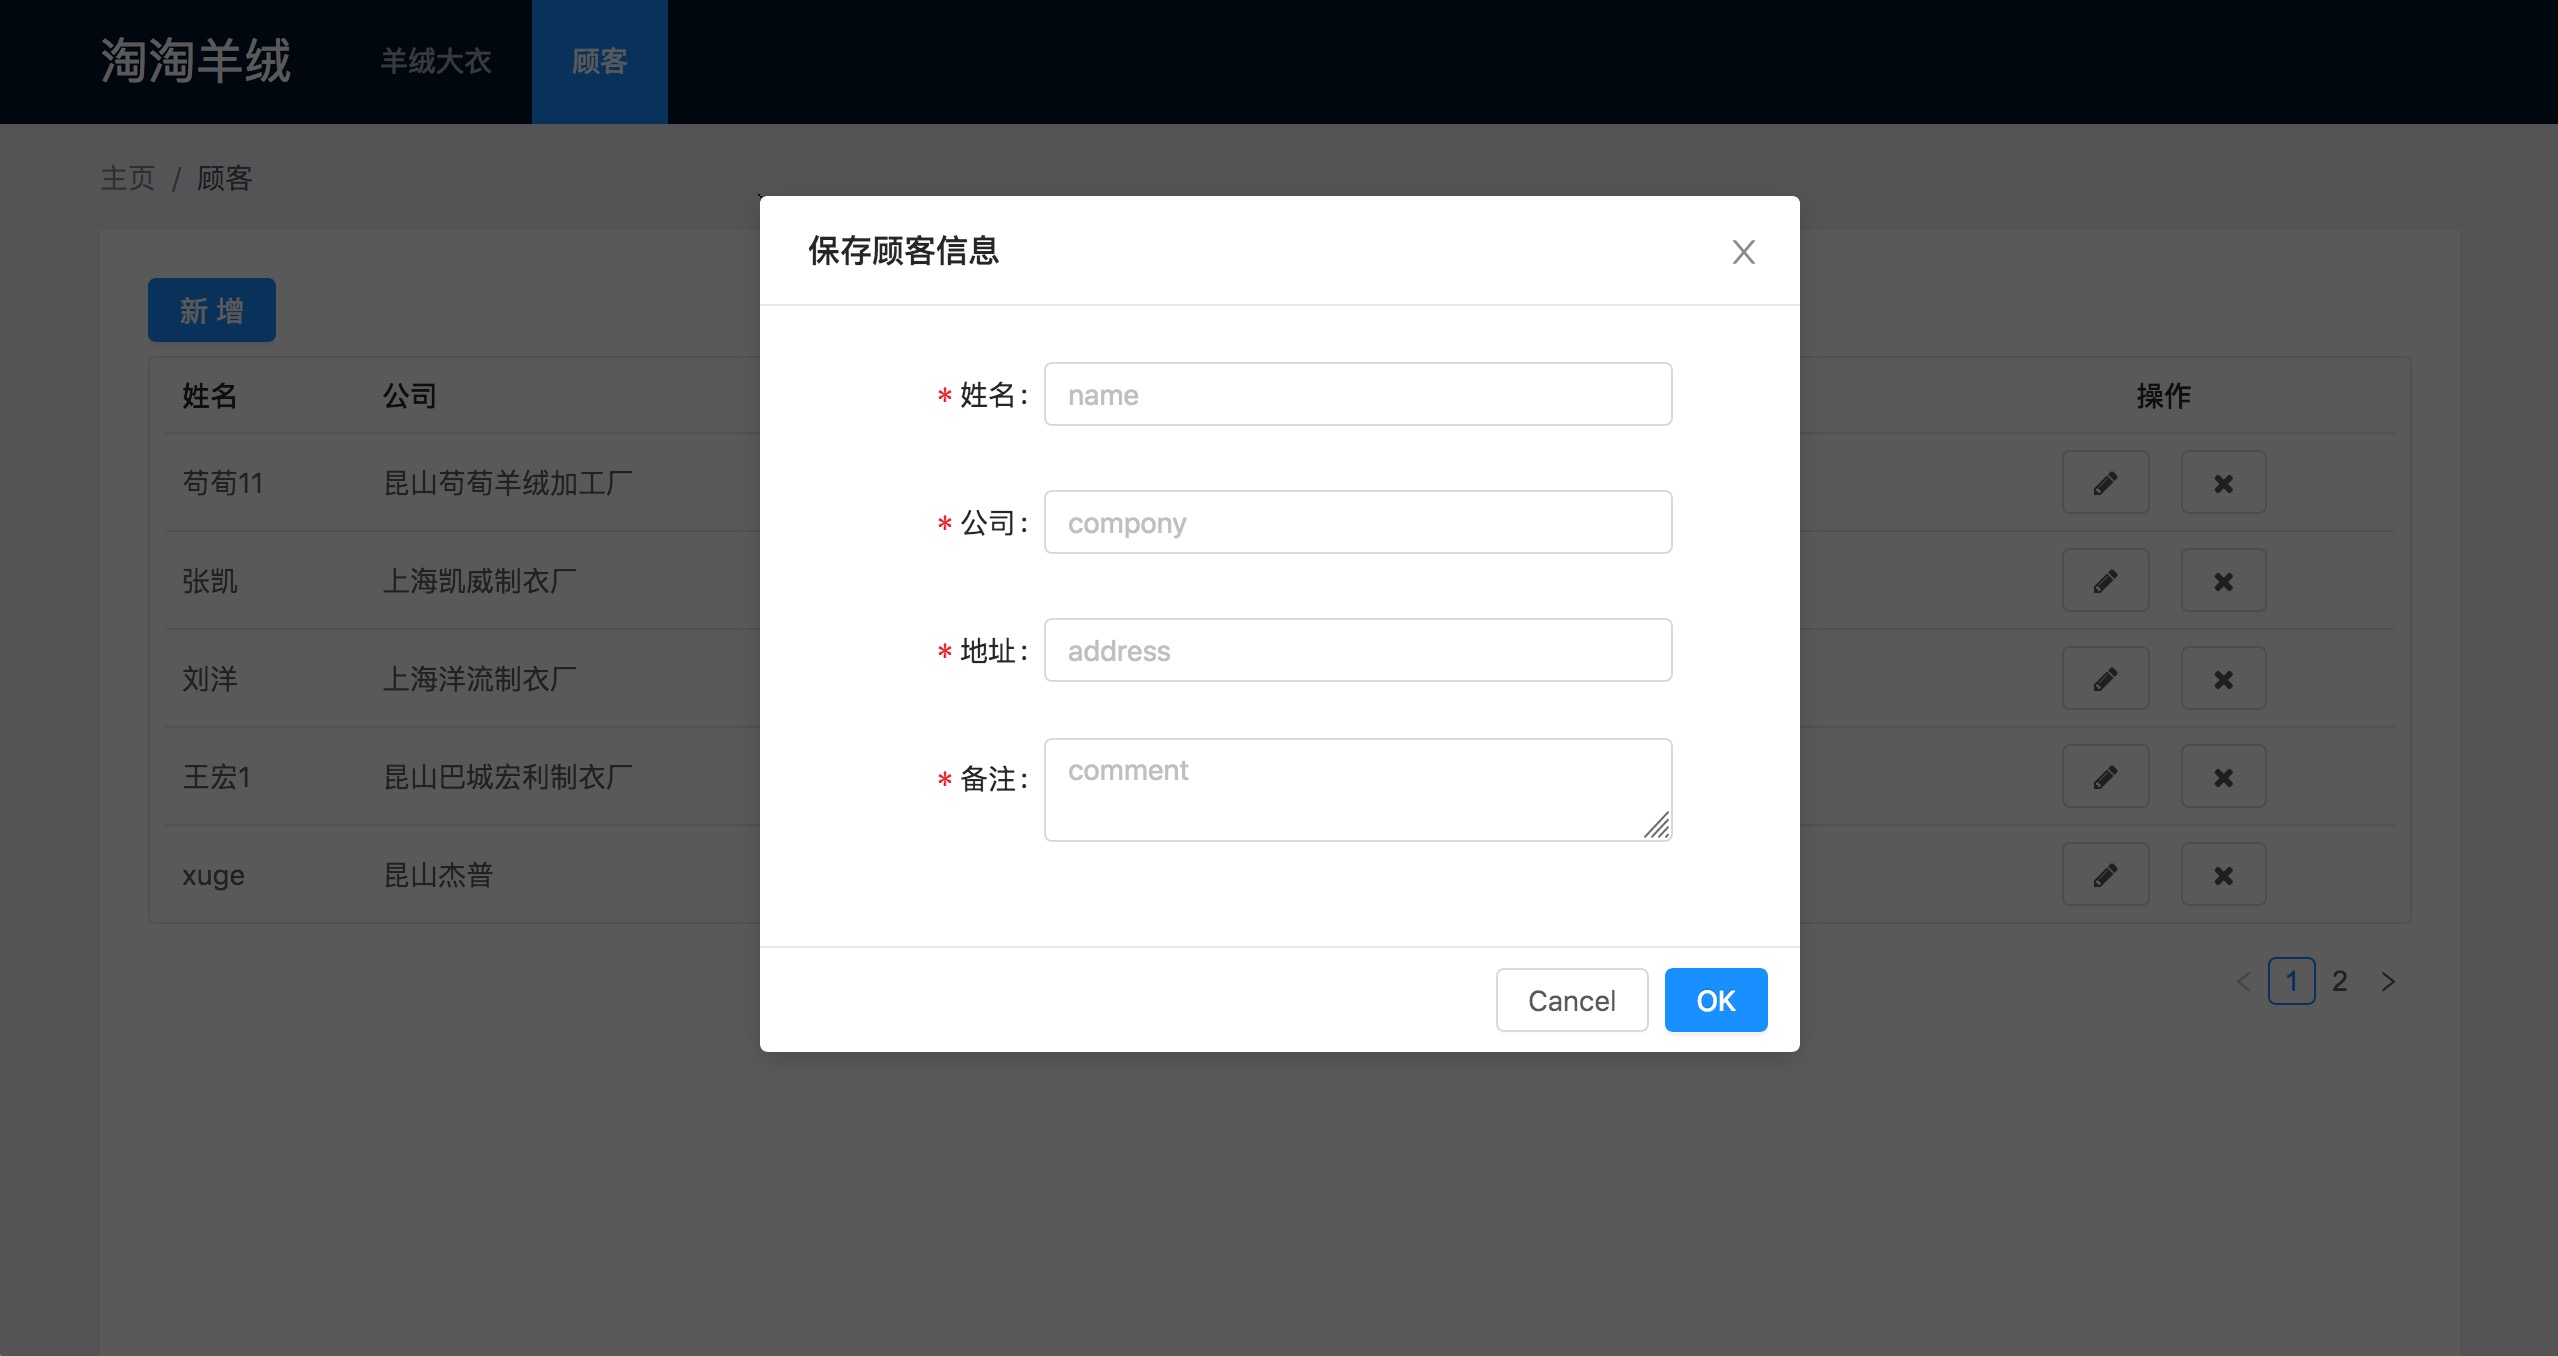 淘淘羊绒 羊绒大衣 顾客
主页 / 顾客
保存顾客信息
新 增
姓名 公司 操作
* 姓名: name
苟荀11 昆山苟荀羊绒加工厂
* 公司: compony
张凯 上海凯威制衣厂
* 地址: address
刘洋 上海洋流制衣厂
* 备注: comment
王宏1 昆山巴城宏利制衣厂
xuge 昆山杰普
Cancel OK
1 2